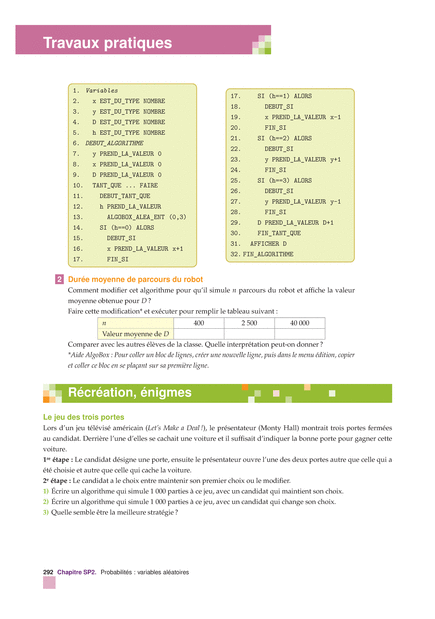 Travaux pratiques
1. Variables
2. x EST_DU_TYPE NOMBRE
3. y EST_DU_TYPE NOMBRE
4. D EST_DU_TYPE NOMBRE
5. h EST_DU_TYPE NOMBRE
6. DEBUT_ALGORITHME
7. y PREND_LA_VALEUR 0
8. x PREND_LA_VALEUR 0
9. D PREND_LA_VALEUR 0
10. TANT_QUE ... FAIRE
11. DEBUT_TANT_QUE
12. h PREND_LA_VALEUR
13. ALGOBOX_ALEA_ENT (0,3)
14. SI (h==0) ALORS
15. DEBUT_SI
16. x PREND_LA_VALEUR x+1
17. FIN_SI
17. SI (h==1) ALORS
18. DEBUT_SI
19. x PREND_LA_VALEUR x-1
20. FIN_SI
21. SI (h==2) ALORS
22. DEBUT_SI
23. y PREND_LA_VALEUR y+1
24. FIN_SI
25. SI (h==3) ALORS
26. DEBUT_SI
27. y PREND_LA_VALEUR y-1
28. FIN_SI
29. D PREND_LA_VALEUR D+1
30. FIN_TANT_QUE
31. AFFICHER D
32. FIN_ALGORITHME
2 Durée moyenne de parcours du robot
Comment modifier cet algorithme pour qu'il simule n parcours du robot et affiche la valeur
moyenne obtenue pour D ?
Faire cette modification* et exécuter pour remplir le tableau suivant :
n 400 2 500 40 000
Valeur moyenne de D
Comparer avec les autres élèves de la classe. Quelle interprétation peut-on donner ?
*Aide AlgoBox : Pour coller un bloc de lignes, créer une nouvelle ligne, puis dans le menu édition, copier
et coller ce bloc en se plaçant sur sa première ligne.
Récréation, énigmes
Le jeu des trois portes
Lors d'un jeu télévisé américain (Let's Make a Deal !), le présentateur (Monty Hall) montrait trois portes fermées
au candidat. Derrière l'une d'elles se cachait une voiture et il suffisait d'indiquer la bonne porte pour gagner cette
voiture.
1re étape : Le candidat désigne une porte, ensuite le présentateur ouvre l'une des deux portes autre que celle qui a
été choisie et autre que celle qui cache la voiture.
2e étape : Le candidat a le choix entre maintenir son premier choix ou le modifier.
1) Écrire un algorithme qui simule 1 000 parties à ce jeu, avec un candidat qui maintient son choix.
2) Écrire un algorithme qui simule 1 000 parties à ce jeu, avec un candidat qui change son choix.
3) Quelle semble être la meilleure stratégie ?
292 Chapitre SP2. Probabilités : variables aléatoires